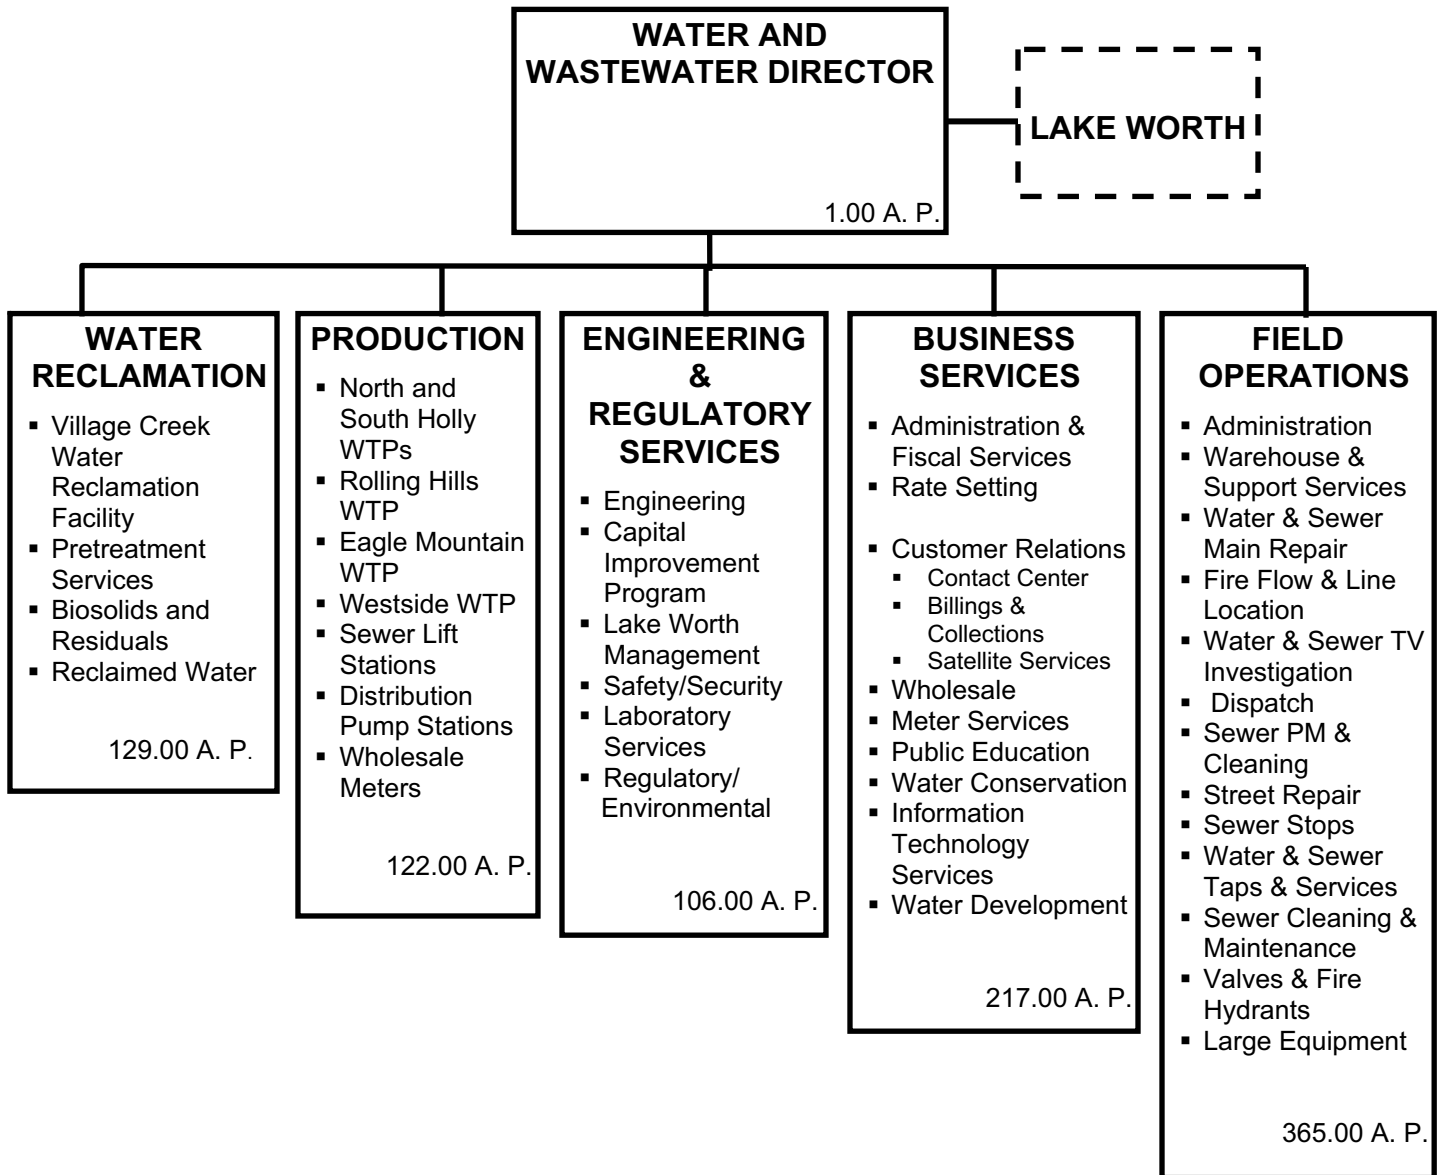 WATER AND
WASTEWATER DIRECTOR
1.00 A. P.
LAKE WORTH
WATER
RECLAMATION
▪ Village Creek
Water
Reclamation
Facility
▪ Pretreatment
Services
▪ Biosolids and
Residuals
▪ Reclaimed Water
129.00 A. P.
PRODUCTION
▪ North and
South Holly
WTPs
▪ Rolling Hills
WTP
▪ Eagle Mountain
WTP
▪ Westside WTP
▪ Sewer Lift
Stations
▪ Distribution
Pump Stations
▪ Wholesale
Meters
122.00 A. P.
ENGINEERING
&
REGULATORY
SERVICES
▪ Engineering
▪ Capital
Improvement
Program
▪ Lake Worth
Management
▪ Safety/Security
▪ Laboratory
Services
▪ Regulatory/
Environmental
106.00 A. P.
BUSINESS
SERVICES
▪ Administration &
Fiscal Services
▪ Rate Setting
▪ Customer Relations
▪ Contact Center
▪ Billings &
Collections
▪ Satellite Services
▪ Wholesale
▪ Meter Services
▪ Public Education
▪ Water Conservation
▪ Information
Technology
Services
▪ Water Development
217.00 A. P.
FIELD
OPERATIONS
▪ Administration
▪ Warehouse &
Support Services
▪ Water & Sewer
Main Repair
▪ Fire Flow & Line
Location
▪ Water & Sewer TV
Investigation
▪ Dispatch
▪ Sewer PM &
Cleaning
▪ Street Repair
▪ Sewer Stops
▪ Water & Sewer
Taps & Services
▪ Sewer Cleaning &
Maintenance
▪ Valves & Fire
Hydrants
▪ Large Equipment
365.00 A. P.